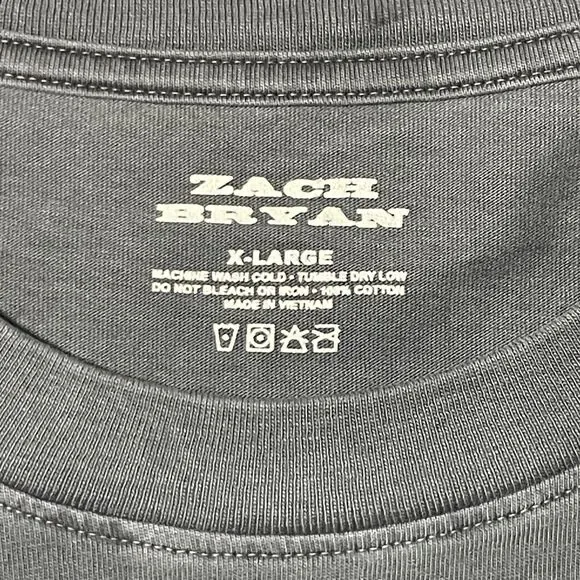 ZACH
BRYAN
X-LARGE
MACHINE WASH COLD • TUMBLE DRY LOW
DO NOT BLEACH OR IRON • 100% COTTON
MADE IN VIETNAM